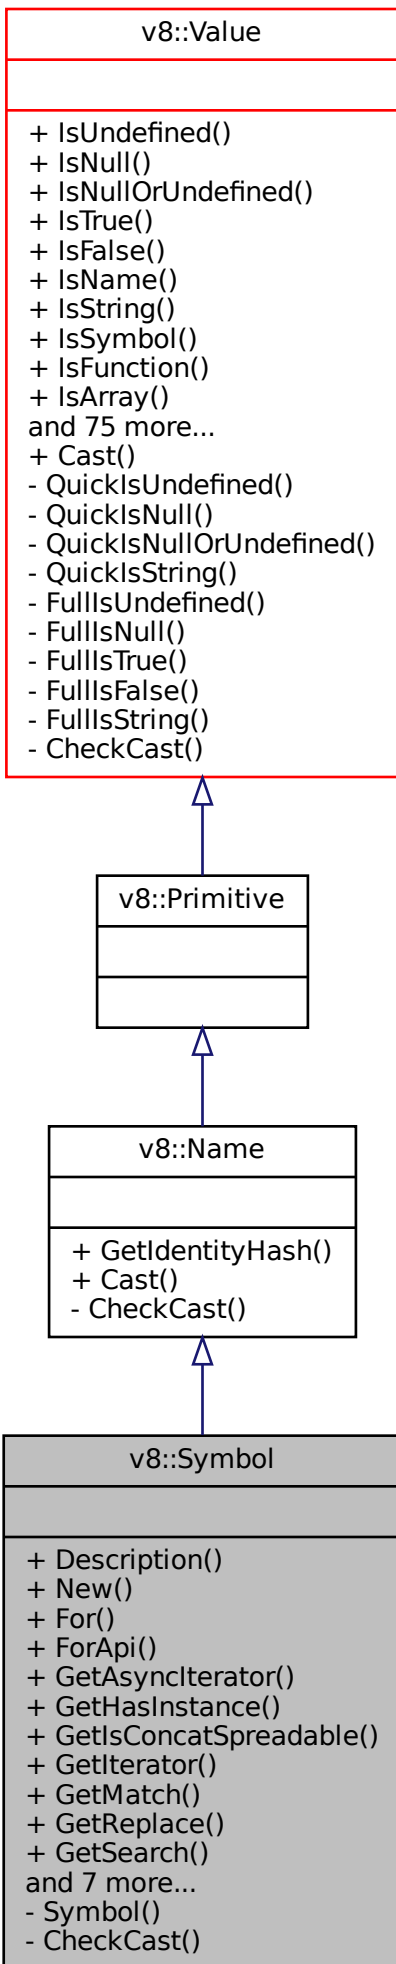 v8::Value
+ IsUndefined()
+ IsNull()
+ IsNullOrUndefined()
+ IsTrue()
+ IsFalse()
+ IsName()
+ IsString()
+ IsSymbol()
+ IsFunction()
+ IsArray()
and 75 more...
+ Cast()
- QuickIsUndefined()
- QuickIsNull()
- QuickIsNullOrUndefined()
- QuickIsString()
- FullIsUndefined()
- FullIsNull()
- FullIsTrue()
- FullIsFalse()
- FullIsString()
- CheckCast()
v8::Primitive
v8::Name
+ GetIdentityHash()
+ Cast()
- CheckCast()
v8::Symbol
+ Description()
+ New()
+ For()
+ ForApi()
+ GetAsyncIterator()
+ GetHasInstance()
+ GetIsConcatSpreadable()
+ GetIterator()
+ GetMatch()
+ GetReplace()
+ GetSearch()
and 7 more...
- Symbol()
- CheckCast()